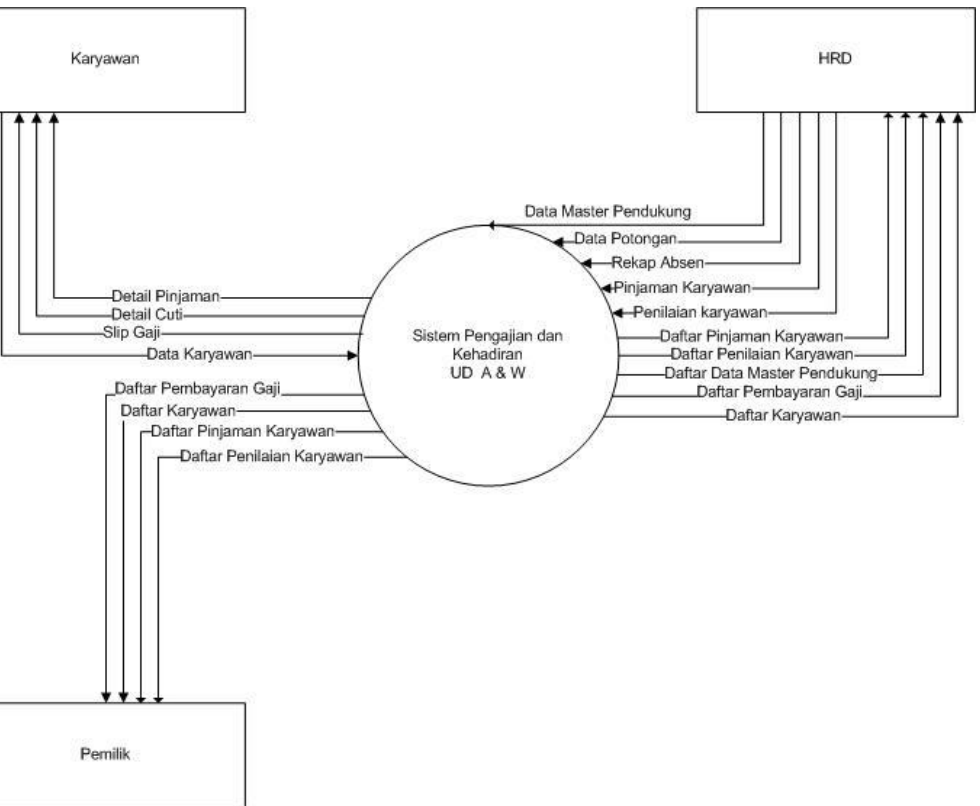 Karyawan
HRD
Data Master Pendukung
Data Potongan
Rekap Absen
Pinjaman Karyawan
Penilaian karyawan
Detail Pinjaman
Detail Cuti
Slip Gaji
Data Karyawan
Sistem Pengajian dan
Kehadiran
UD A & W
Daftar Pinjaman Karyawan
Daftar Penilaian Karyawan
Daftar Data Master Pendukung
Daftar Pembayaran Gaji
Daftar Karyawan
Daftar Pembayaran Gaji
Daftar Karyawan
Daftar Pinjaman Karyawan
Daftar Penilaian Karyawan
Pemilik